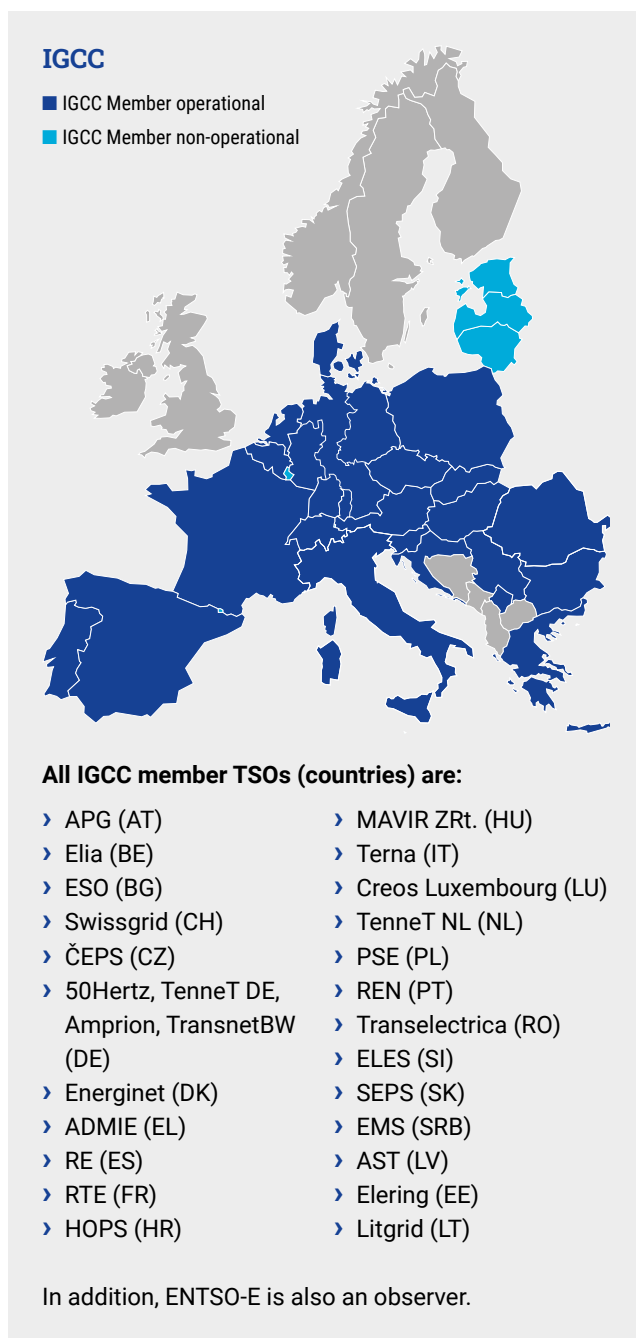 IGCC
IGCC Member operational
IGCC Member non-operational
All IGCC member TSOs (countries) are:
› APG (AT)
› Elia (BE)
› ESO (BG)
› Swissgrid (CH)
› ČEPS (CZ)
› 50Hertz, TenneT DE,
Amprion, TransnetBW
(DE)
› Energinet (DK)
› ADMIE (EL)
› RE (ES)
› RTE (FR)
› HOPS (HR)
› MAVIR ZRt. (HU)
› Terna (IT)
› Creos Luxembourg (LU)
› TenneT NL (NL)
› PSE (PL)
› REN (PT)
› Transelectrica (RO)
› ELES (SI)
› SEPS (SK)
› EMS (SRB)
› AST (LV)
› Elering (EE)
› Litgrid (LT)
In addition, ENTSO-E is also an observer.